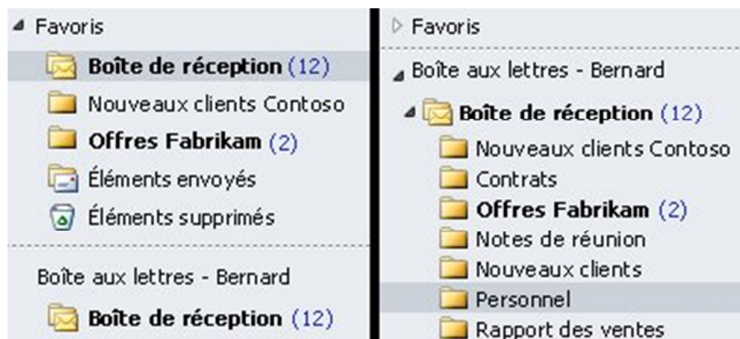 Favoris
Boîte de réception (12)
Nouveaux clients Contoso
Offres Fabrikam (2)
Éléments envoyés
Éléments supprimés
Boîte aux lettres - Bernard
Boîte de réception (12)
Favoris
Boîte aux lettres - Bernard
Boîte de réception (12)
Nouveaux clients Contoso
Contrats
Offres Fabrikam (2)
Notes de réunion
Nouveaux clients
Personnel
Rapport des ventes